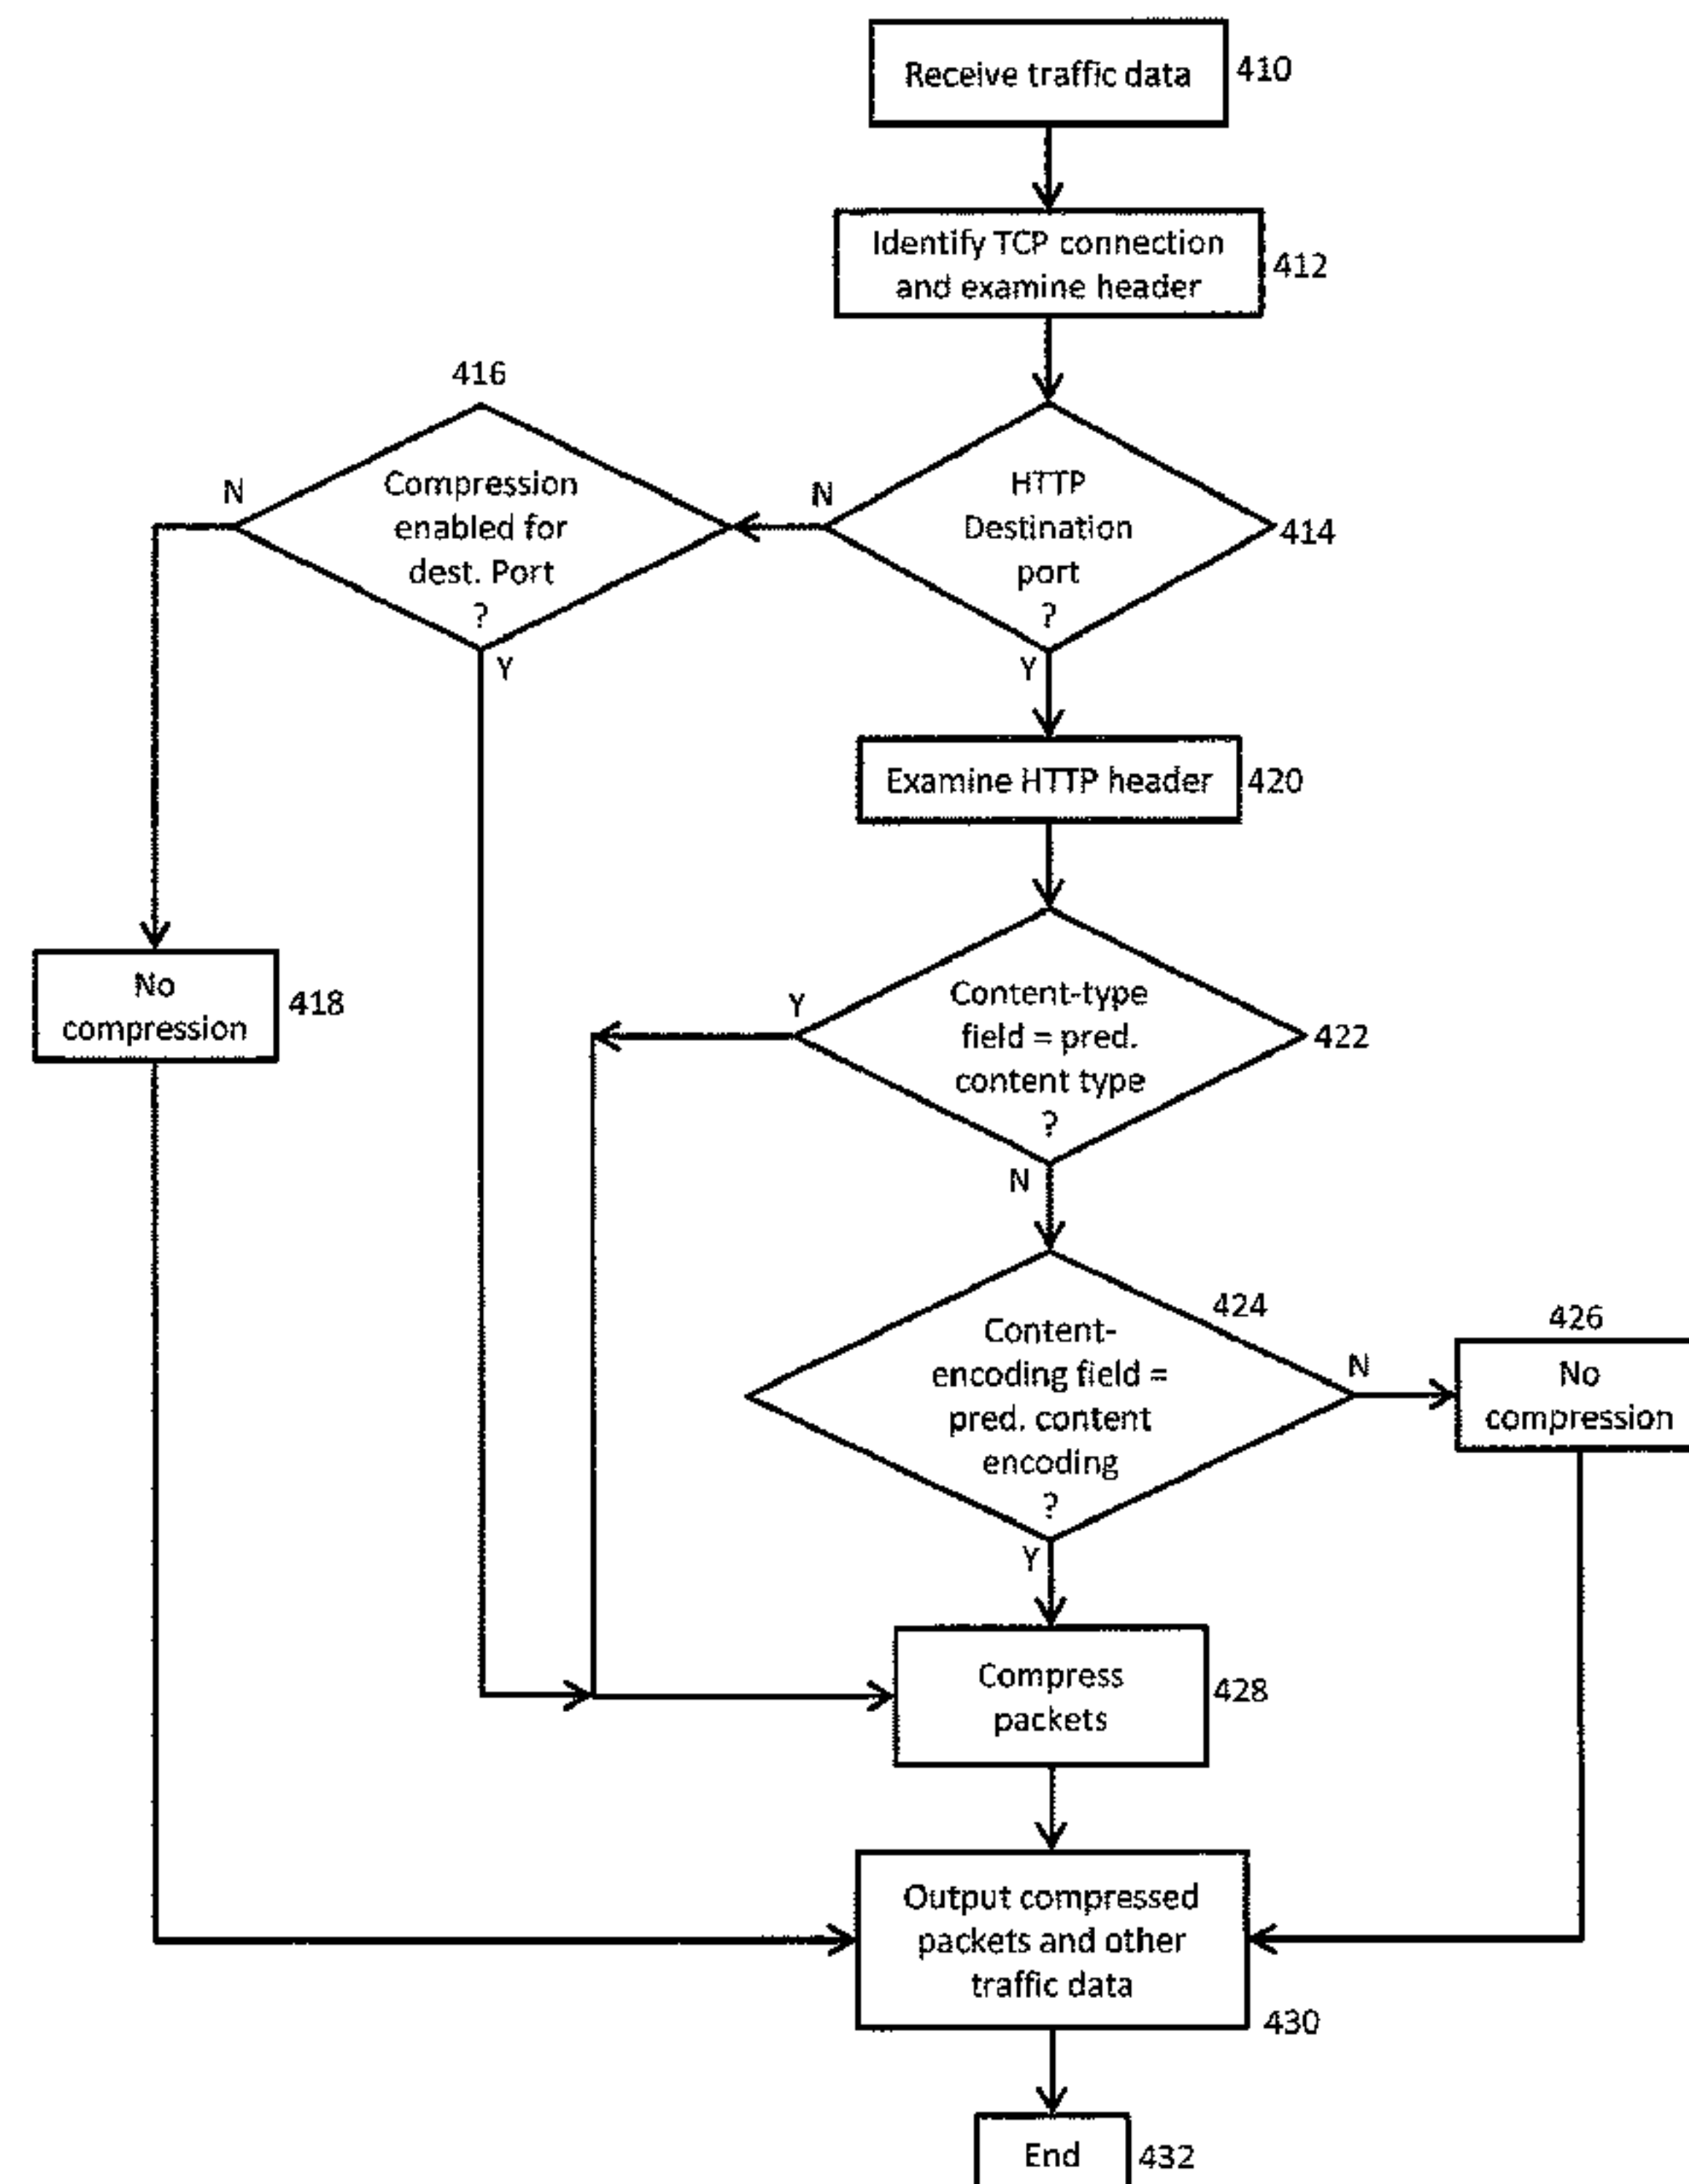 Receive traffic data
410
Identify TCP connection
and examine header
412
416
Compression
enabled for
dest. Port
?
N
Y
HTTP
Destination
port
?
414
N
Y
Examine HTTP header
420
No
compression
418
Content-type
field = pred.
content type
?
422
Y
N
Content-
encoding field =
pred. content
encoding
?
424
N
Y
426
No
compression
Compress
packets
428
Output compressed
packets and other
traffic data
430
End
432